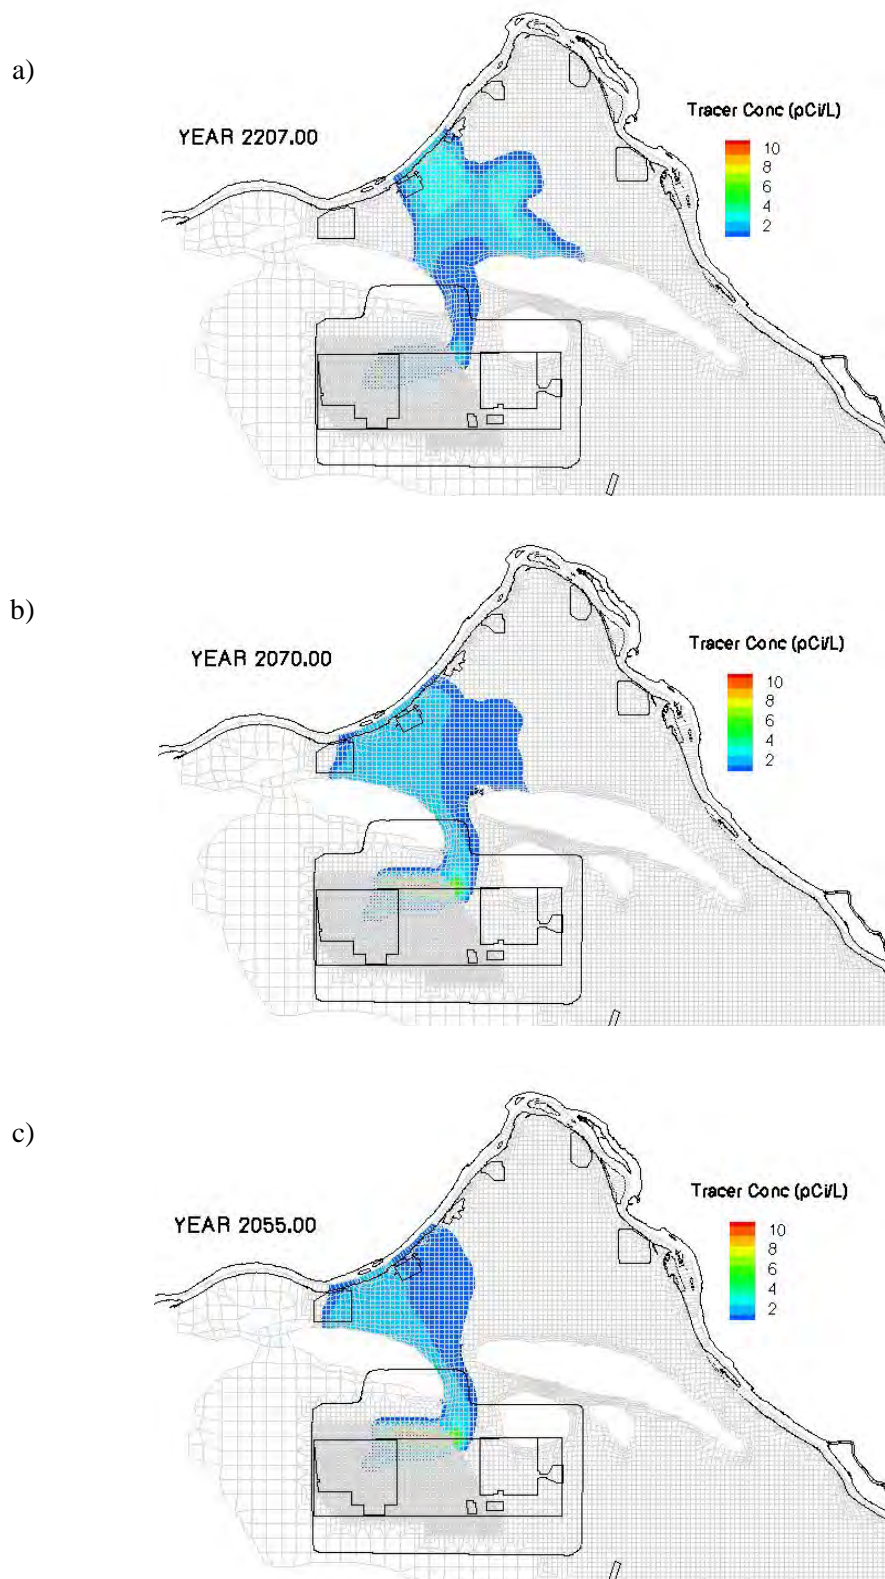 a)
YEAR 2207.00
Tracer Conc (pCi/L)
10
8
6
4
2
b)
YEAR 2070.00
Tracer Conc (pCi/L)
10
8
6
4
2
c)
YEAR 2055.00
Tracer Conc (pCi/L)
10
8
6
4
2